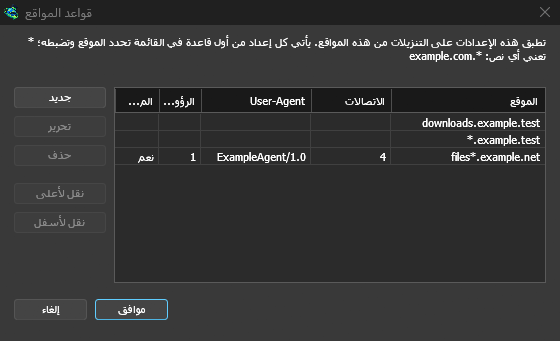 قواعد المواقع
تطبق هذه الإعدادات على التنزيلات من هذه المواقع. يأتي كل إعداد من أول قاعدة في القائمة تحدد الموقع وتضبطه؛ *
تعني أي نص: *.example.com
جديد
تحرير
حذف
نقل لأعلى
نقل لأسفل
الموقع الاتصالات User-Agent الرؤو... الم...
downloads.example.test
*.example.test
files*.example.net 4 ExampleAgent/1.0 1 نعم
موافق إلغاء